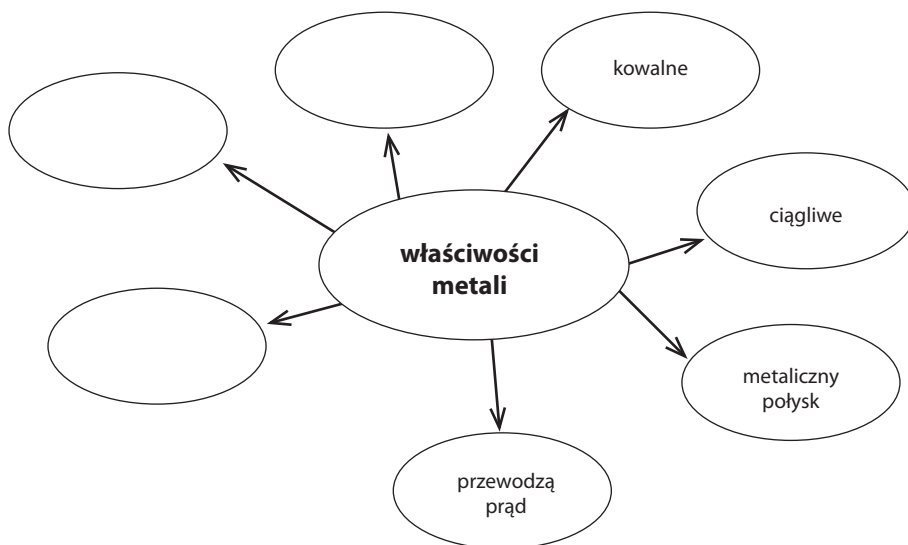 kowalne
ciągliwe
właściwości
metali
metaliczny
połysk
przewodzą
prąd